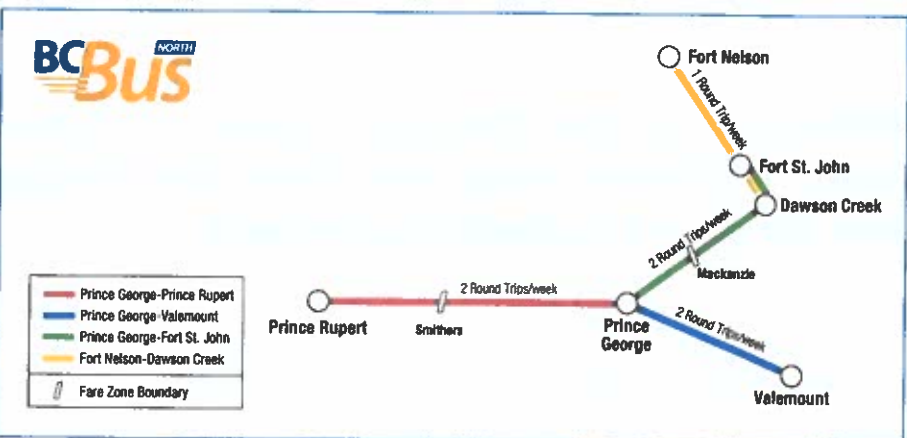 BC Bus NORTH
Fort Nelson
1 Round Trip/week
Fort St. John
Dawson Creek
2 Round Trips/week
Mackenzie
2 Round Trips/week
Prince Rupert
Smithers
Prince
George
2 Round Trips/week
Valemount
Prince George-Prince Rupert
Prince George-Valemount
Prince George-Fort St. John
Fort Nelson-Dawson Creek
Fare Zone Boundary